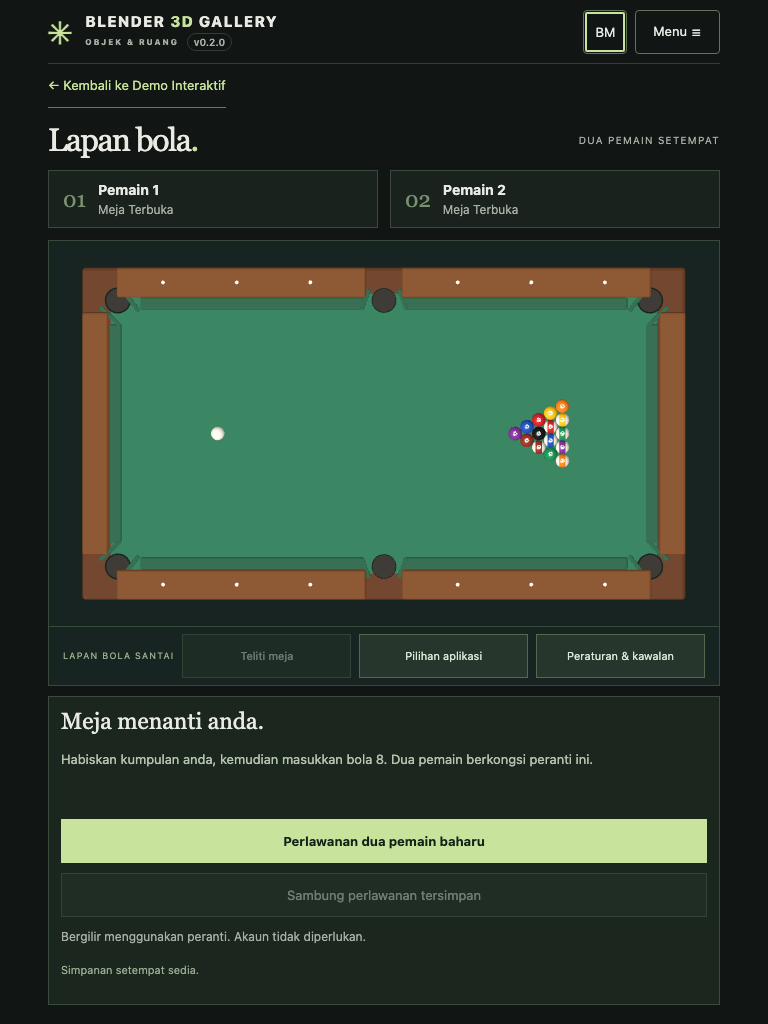 BLENDER 3D GALLERY
OBJEK & RUANG v0.2.0
BM
Menu ≡
← Kembali ke Demo Interaktif
Lapan bola.
DUA PEMAIN SETEMPAT
01 Pemain 1
Meja Terbuka
02 Pemain 2
Meja Terbuka
LAPAN BOLA SANTAI
Teliti meja
Pilihan aplikasi
Peraturan & kawalan
Meja menanti anda.
Habiskan kumpulan anda, kemudian masukkan bola 8. Dua pemain berkongsi peranti ini.
Perlawanan dua pemain baharu
Sambung perlawanan tersimpan
Bergilir menggunakan peranti. Akaun tidak diperlukan.
Simpanan setempat sedia.